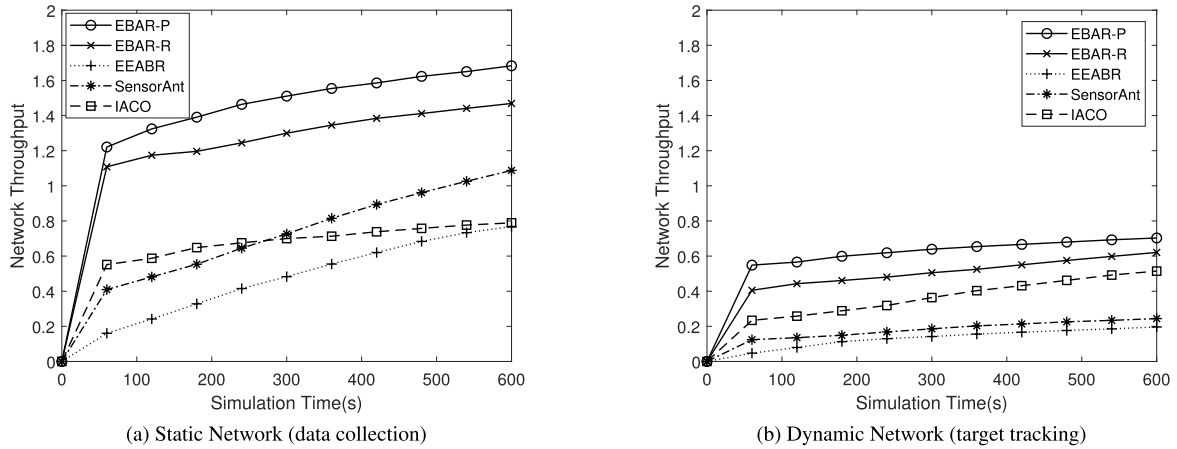 2
1.8
1.6
1.4
1.2
1
0.8
0.6
0.4
0.2
0
Network Throughput
EBAR-P
EBAR-R
EEABR
SensorAnt
IACO
0 100 200 300 400 500 600
Simulation Time(s)
(a) Static Network (data collection)
2
1.8
1.6
1.4
1.2
1
0.8
0.6
0.4
0.2
0
Network Throughput
EBAR-P
EBAR-R
EEABR
SensorAnt
IACO
0 100 200 300 400 500 600
Simulation Time(s)
(b) Dynamic Network (target tracking)